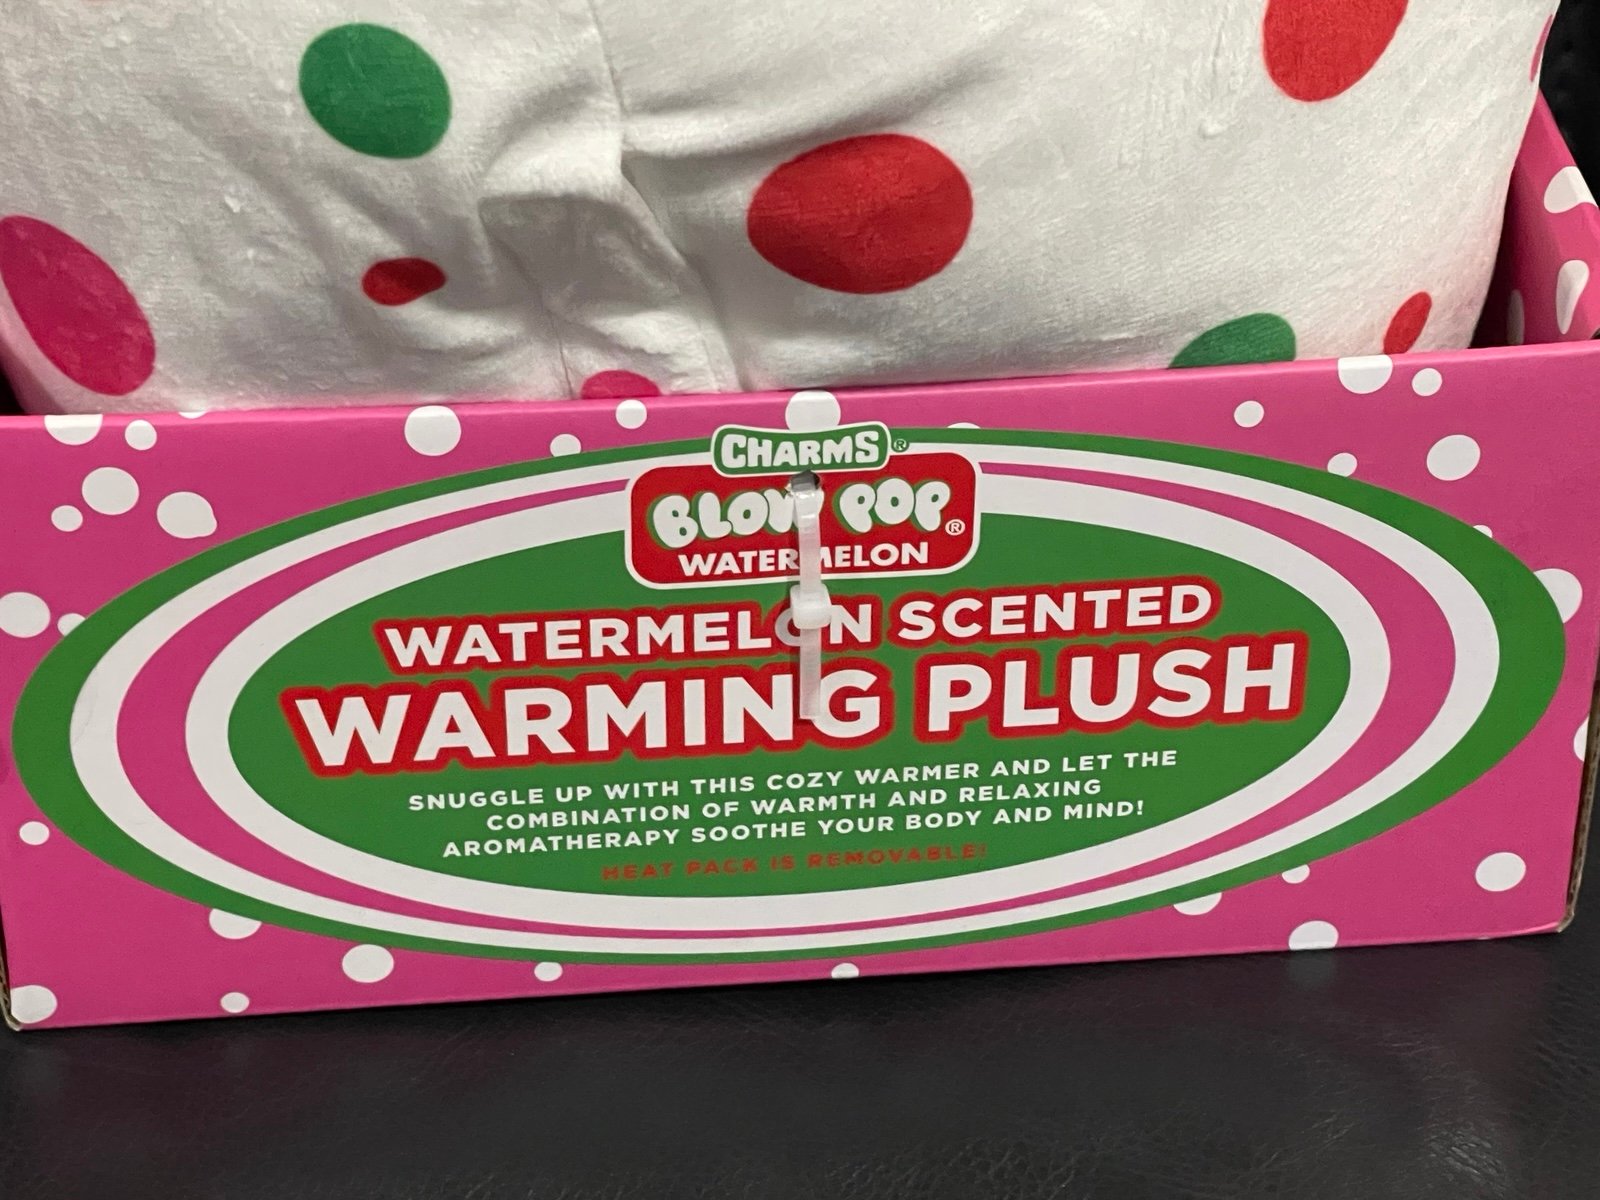 CHARMS®
BLOW POP®
WATERMELON
WATERMELON SCENTED
WARMING PLUSH
SNUGGLE UP WITH THIS COZY WARMER AND LET THE
COMBINATION OF WARMTH AND RELAXING
AROMATHERAPY SOOTHE YOUR BODY AND MIND!
HEAT PACK IS REMOVABLE!